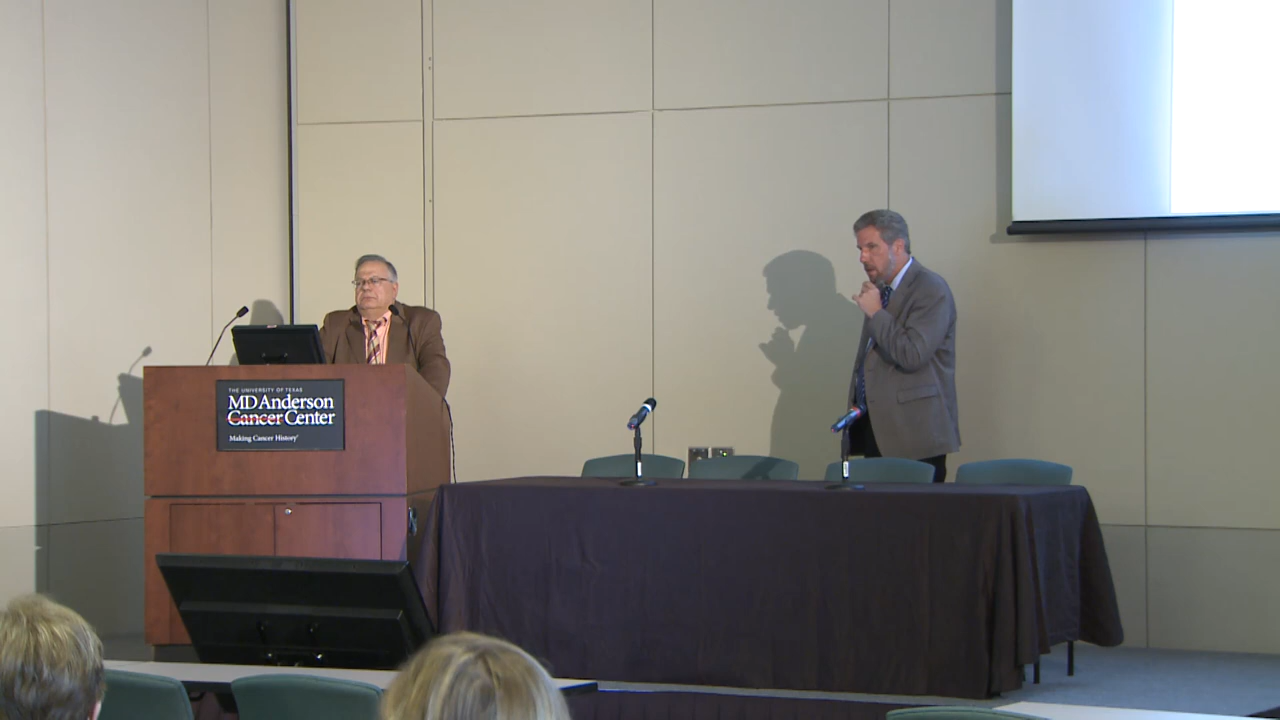 THE UNIVERSITY OF TEXAS
MD Anderson
Cancer Center
Making Cancer History®